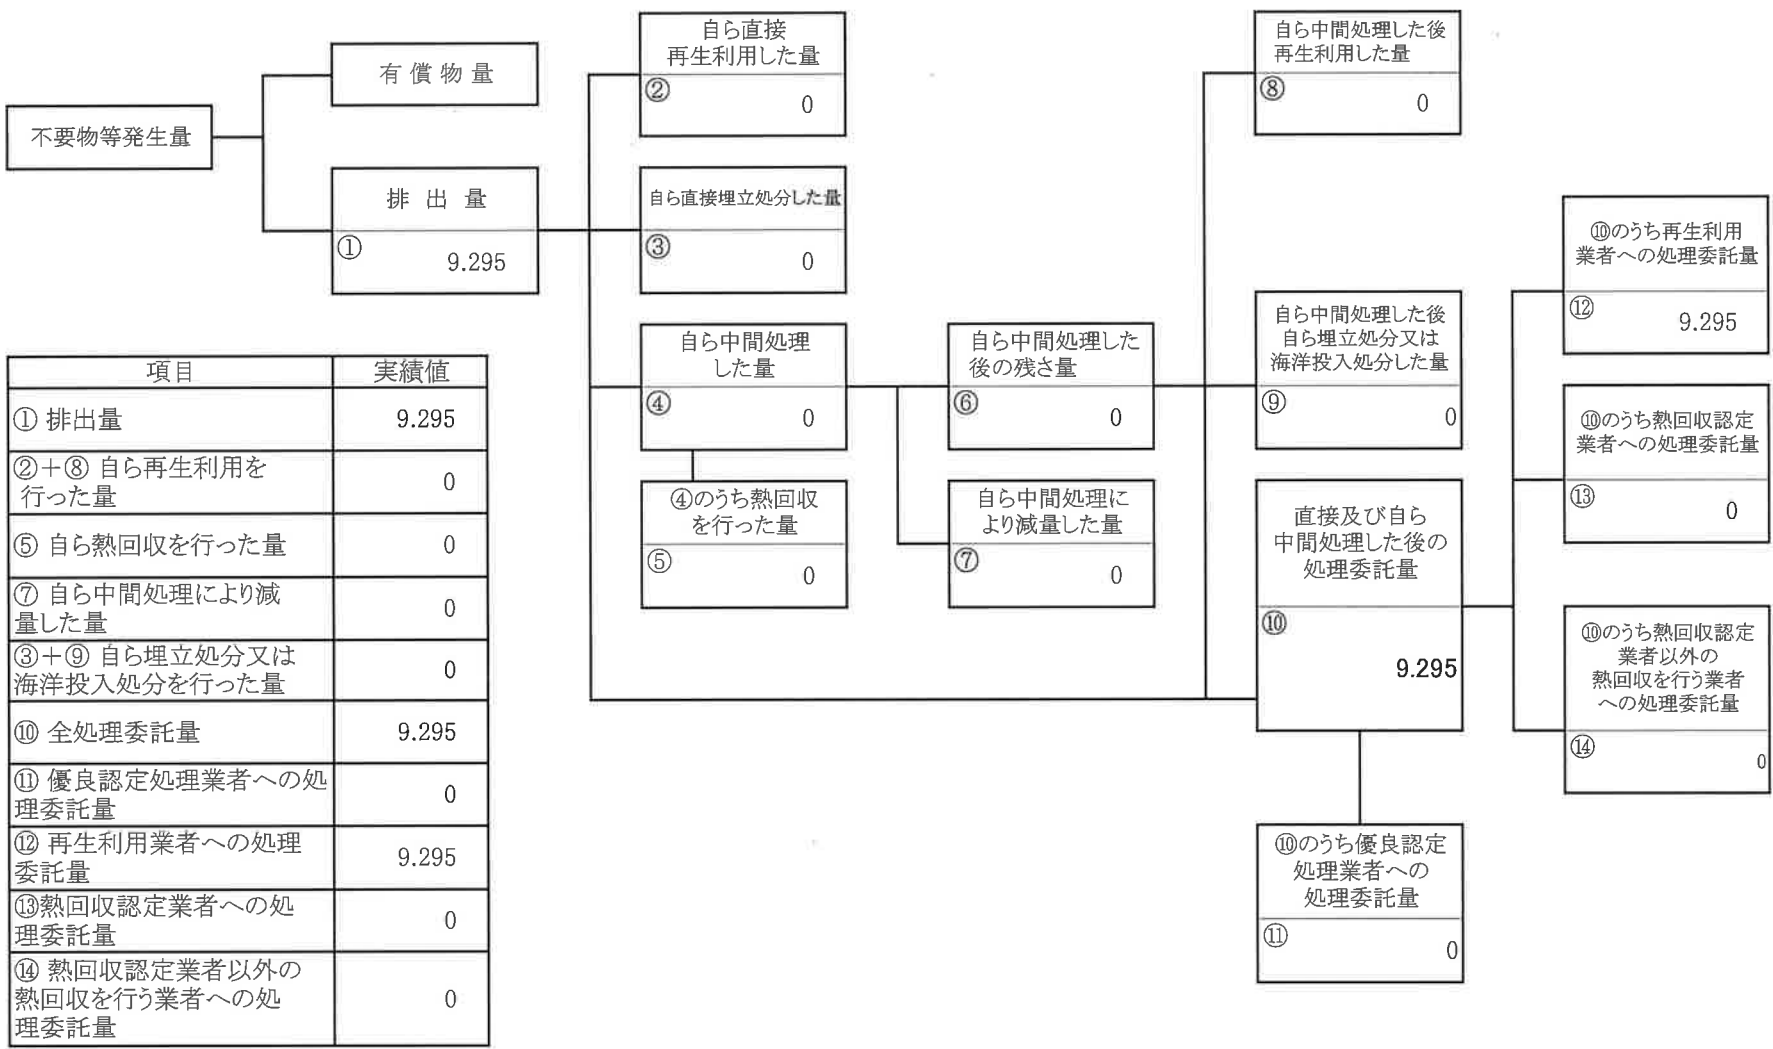 不要物等発生量
有 償 物 量
排 出 量
①
9.295
自ら直接
再生利用した量
②
0
自ら直接埋立処分した量
③
0
自ら中間処理
した量
④
0
④のうち熱回収
を行った量
⑤
0
自ら中間処理した
後の残さ量
⑥
0
自ら中間処理に
より減量した量
⑦
0
自ら中間処理した後
再生利用した量
⑧
0
自ら中間処理した後
自ら埋立処分又は
海洋投入処分した量
⑨
0
直接及び自ら
中間処理した後の
処理委託量
⑩
9.295
⑩のうち優良認定
処理業者への
処理委託量
⑪
0
⑩のうち再生利用
業者への処理委託量
⑫
9.295
⑩のうち熱回収認定
業者への処理委託量
⑬
0
⑩のうち熱回収認定
業者以外の
熱回収を行う業者
への処理委託量
⑭
0
項目 実績値
① 排出量 9.295
②＋⑧ 自ら再生利用を
行った量 0
⑤ 自ら熱回収を行った量 0
⑦ 自ら中間処理により減
量した量 0
③＋⑨ 自ら埋立処分又は
海洋投入処分を行った量 0
⑩ 全処理委託量 9.295
⑪ 優良認定処理業者への処
理委託量 0
⑫ 再生利用業者への処理
委託量 9.295
⑬熱回収認定業者への処
理委託量 0
⑭ 熱回収認定業者以外の
熱回収を行う業者への処
理委託量 0